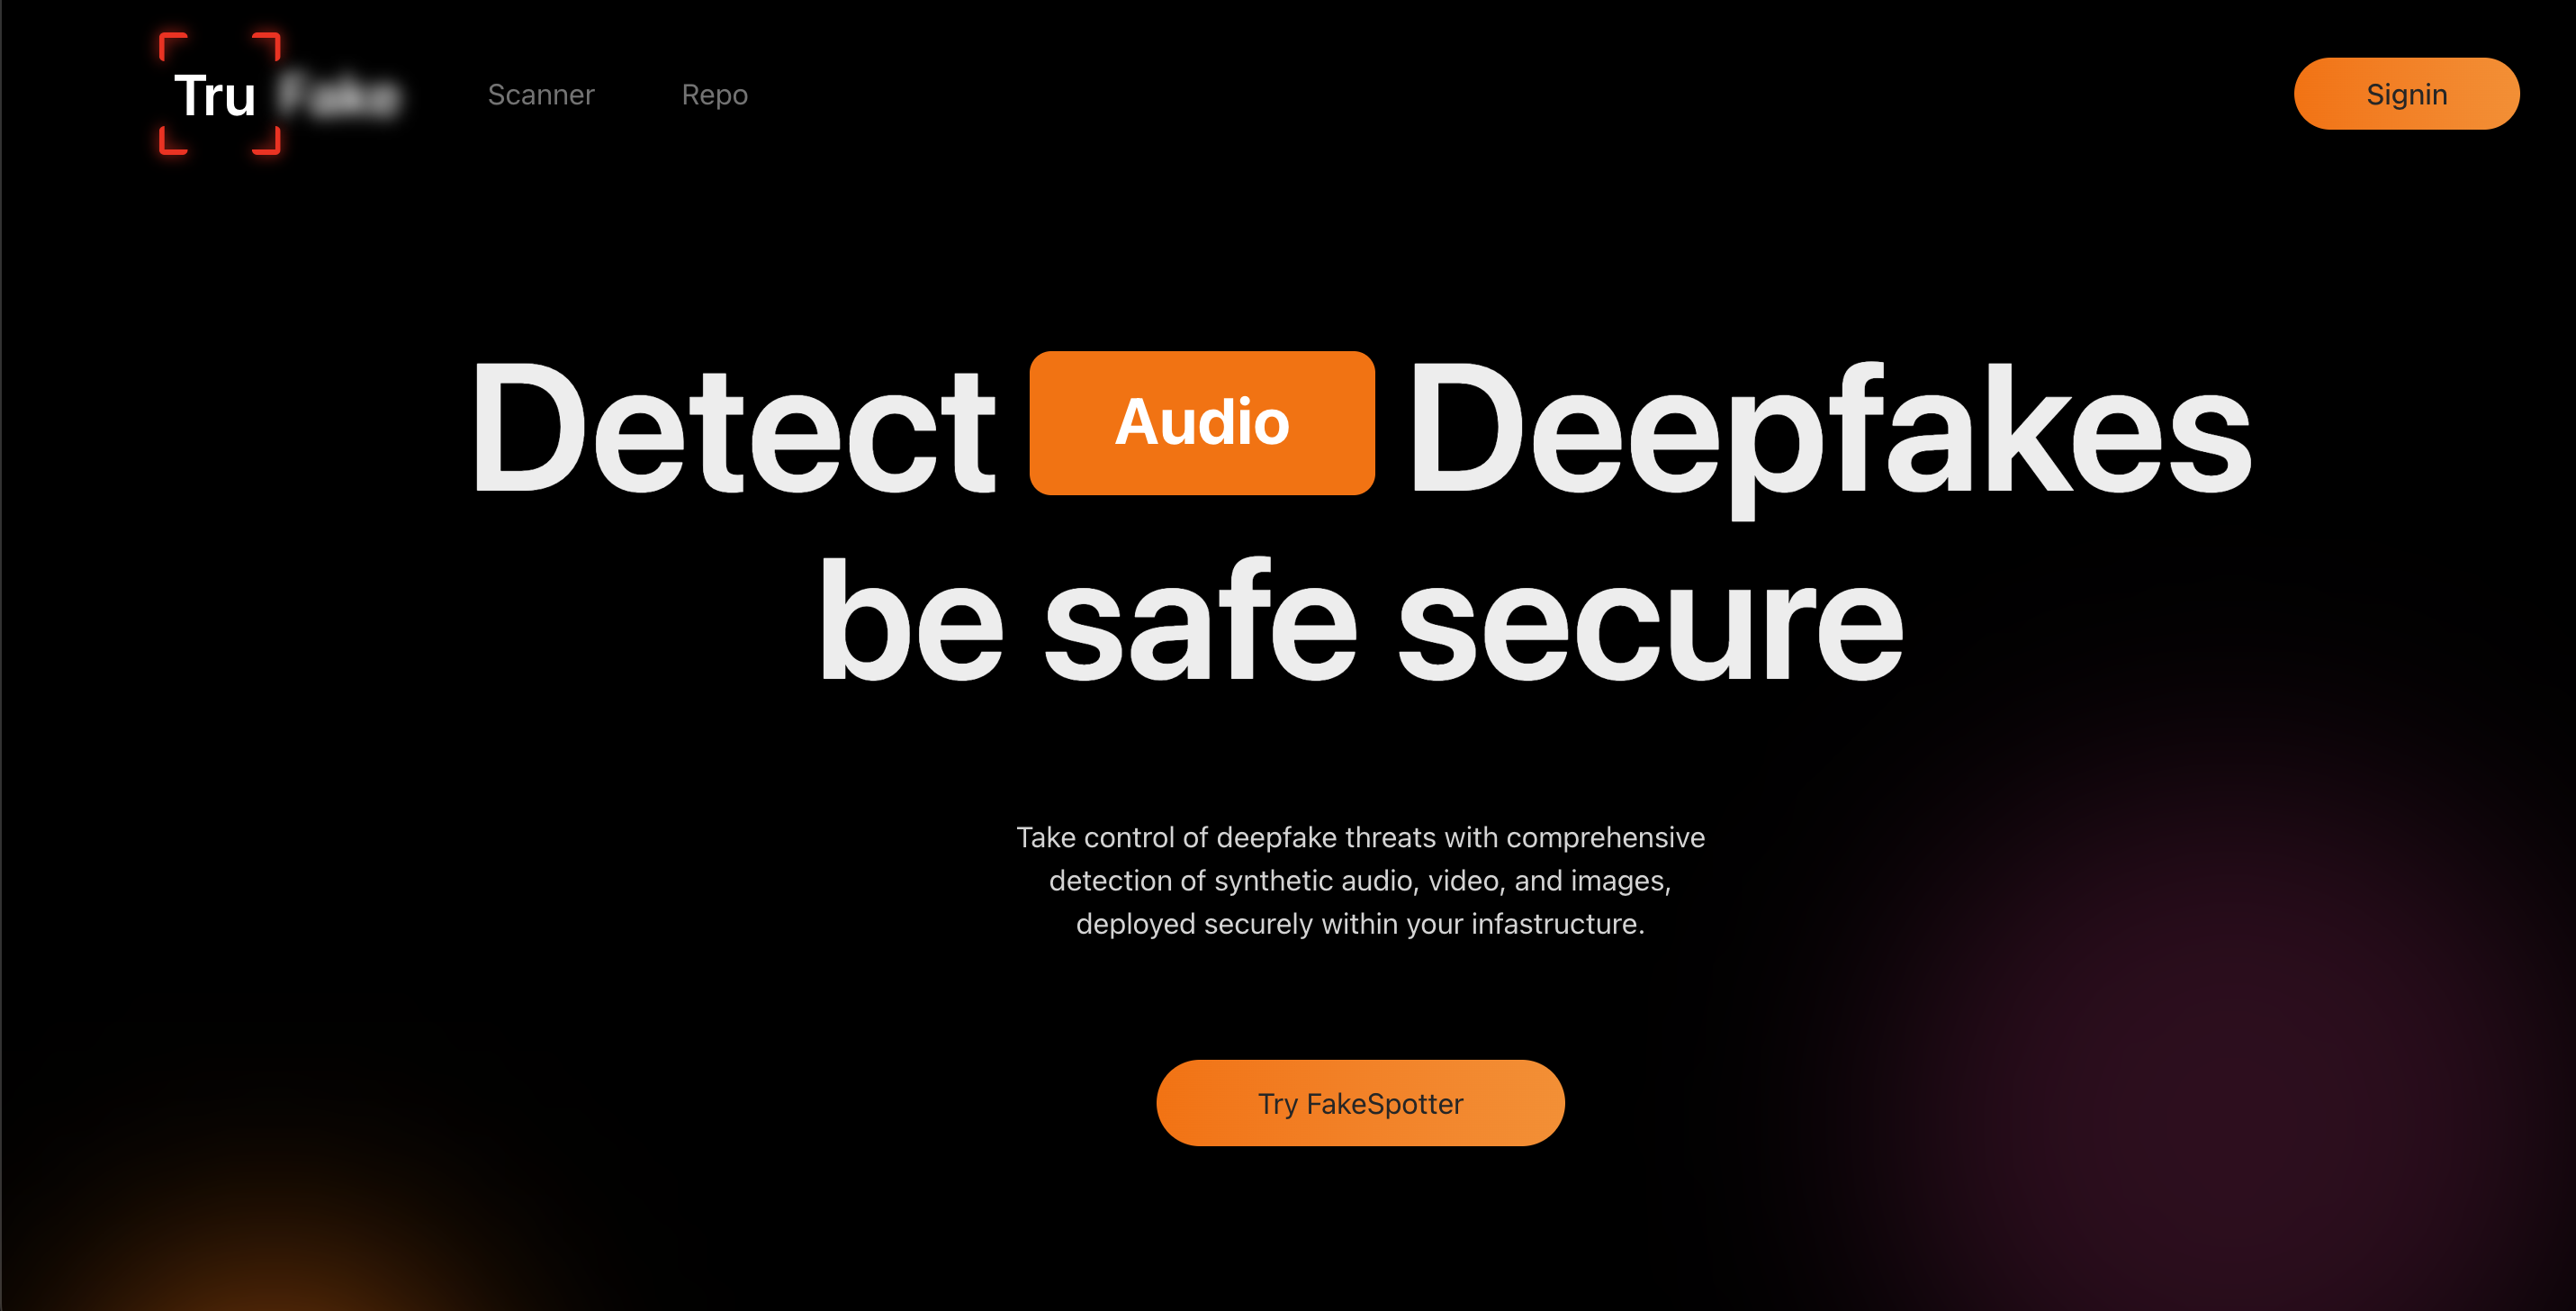 Tru Fake
Scanner
Repo
Signin
Detect Audio Deepfakes
be safe secure
Take control of deepfake threats with comprehensive
detection of synthetic audio, video, and images,
deployed securely within your infastructure.
Try FakeSpotter